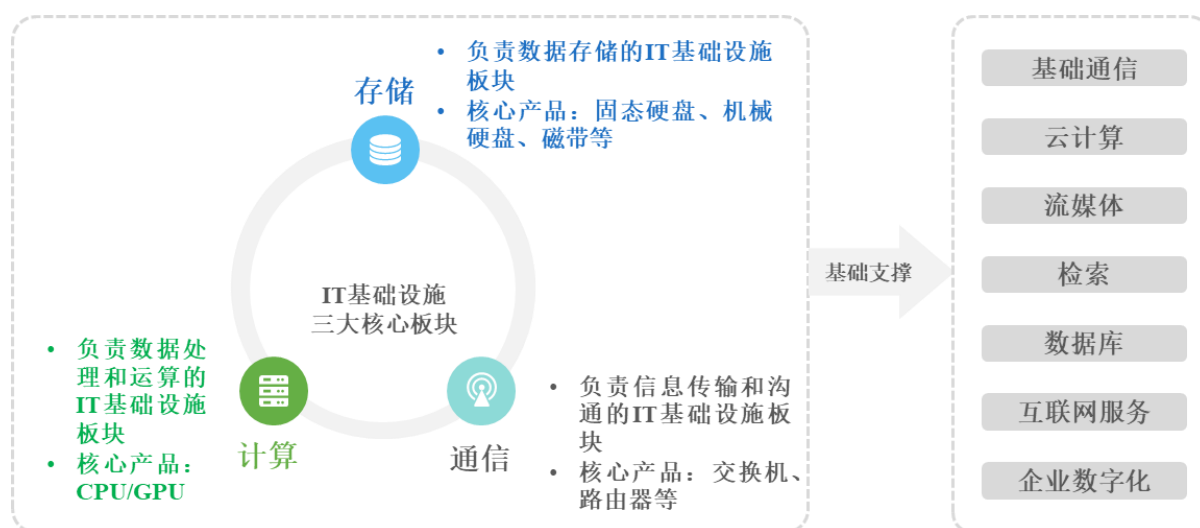 存储
• 负责数据存储的IT基础设施
板块
• 核心产品：固态硬盘、机械
硬盘、磁带等
IT基础设施
三大核心板块
• 负责数据处
理和运算的
IT基础设施
板块
• 核心产品：
CPU/GPU
计算
通信
• 负责信息传输和沟
通的IT基础设施板
块
• 核心产品：交换机、
路由器等
基础支撑
基础通信
云计算
流媒体
检索
数据库
互联网服务
企业数字化